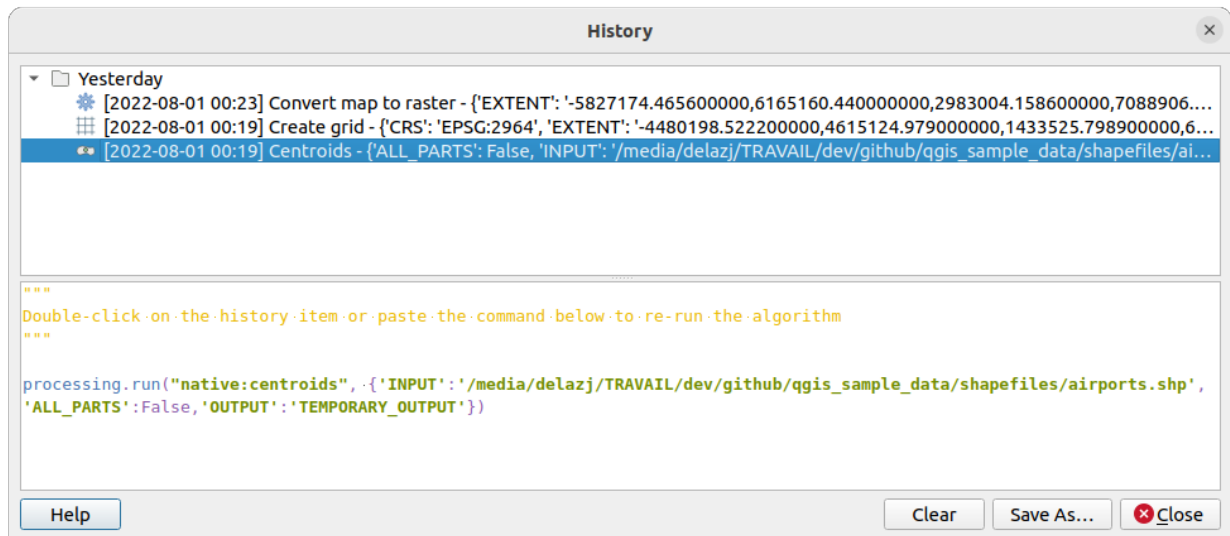 History
Yesterday
[2022-08-01 00:23] Convert map to raster - {'EXTENT': '-5827174.465600000,6165160.440000000,2983004.158600000,7088906....
[2022-08-01 00:19] Create grid - {'CRS': 'EPSG:2964', 'EXTENT': '-4480198.522200000,4615124.979000000,1433525.798900000,6...
[2022-08-01 00:19] Centroids - {'ALL_PARTS': False, 'INPUT': '/media/delazj/TRAVAIL/dev/github/qgis_sample_data/shapefiles/ai...
"""
Double-click·on·the·history·item·or·paste·the·command·below·to·re-run·the·algorithm
"""
processing.run("native:centroids",·{'INPUT':'/media/delazj/TRAVAIL/dev/github/qgis_sample_data/shapefiles/airports.shp',
'ALL_PARTS':False,'OUTPUT':'TEMPORARY_OUTPUT'})
Help
Clear
Save As...
Close